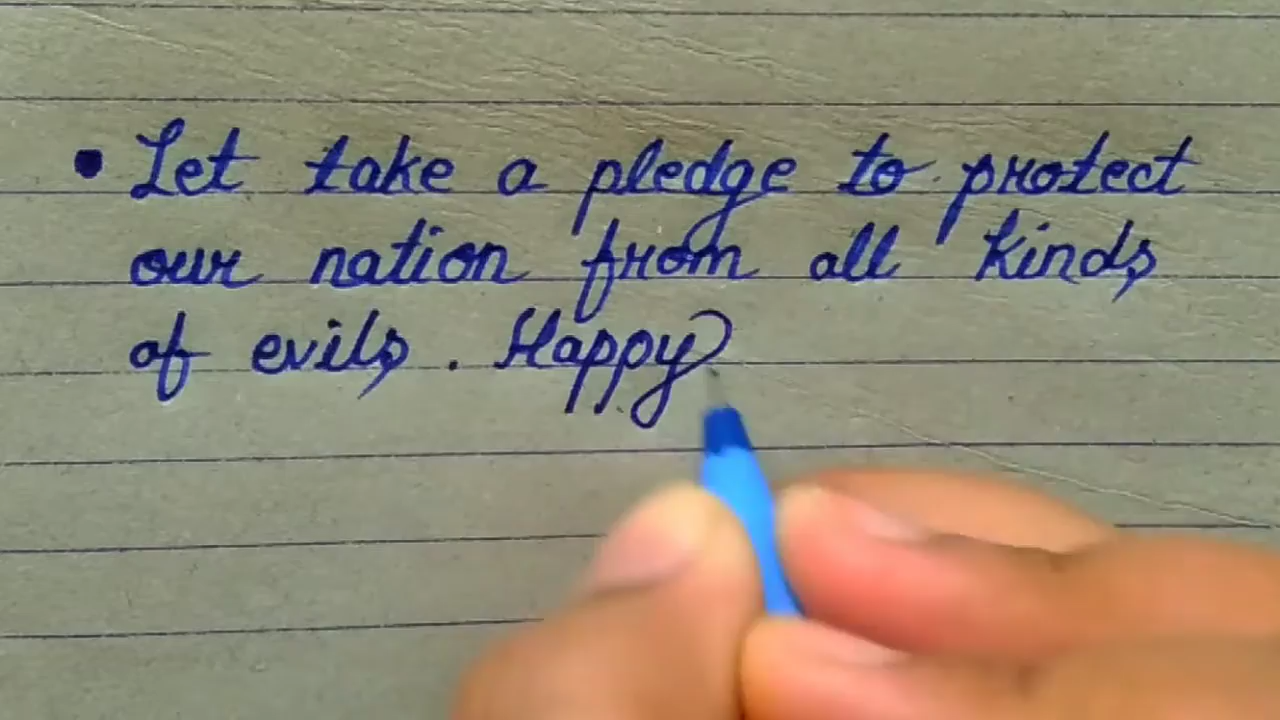 • Let take a pledge to protect
our nation from all kinds
of evils. Happy